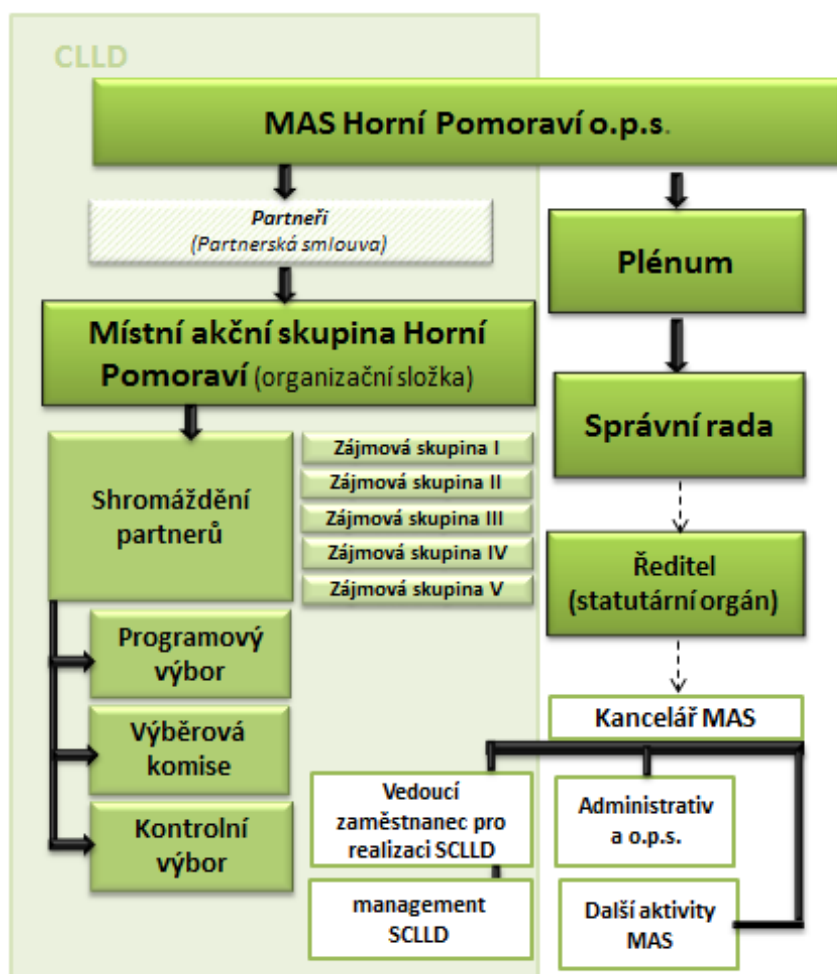 CLLD
MAS Horní Pomoraví o.p.s.
Partneři
(Partnerská smlouva)
Plénum
Místní akční skupina Horní
Pomoraví (organizační složka)
Správní rada
Shromáždění
partnerů
Zájmová skupina I
Zájmová skupina II
Zájmová skupina III
Zájmová skupina IV
Zájmová skupina V
Ředitel
(statutární orgán)
Programový
výbor
Výběrová
komise
Kontrolní
výbor
Kancelář MAS
Vedoucí
zaměstnanec pro
realizaci SCLLD
Administrativ
a o.p.s.
management
SCLLD
Další aktivity
MAS